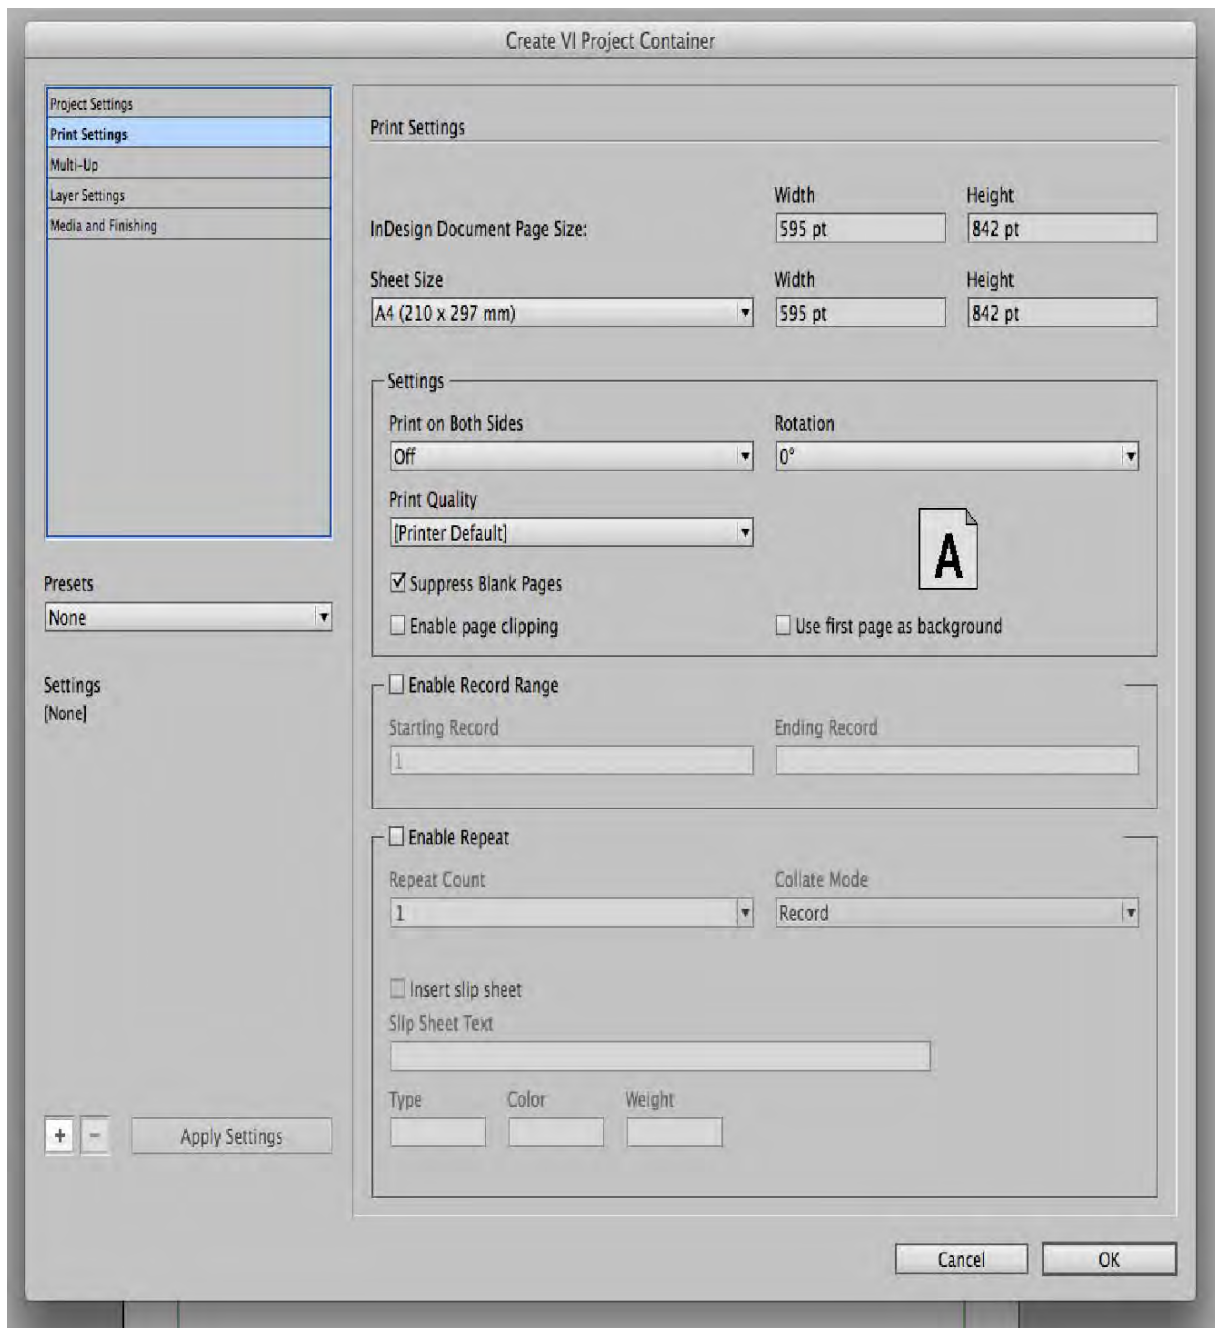 Create VI Project Container
Project Settings
Print Settings
Multi-Up
Layer Settings
Media and Finishing
Presets
None
Settings
[None]
+ - Apply Settings
Print Settings
Width Height
InDesign Document Page Size: 595 pt 842 pt
Sheet Size Width Height
A4 (210 x 297 mm) 595 pt 842 pt
Settings
Print on Both Sides Rotation
Off 0°
Print Quality
[Printer Default]
A
Suppress Blank Pages
Enable page clipping Use first page as background
Enable Record Range
Starting Record Ending Record
1
Enable Repeat
Repeat Count Collate Mode
1 Record
Insert slip sheet
Slip Sheet Text
Type Color Weight
Cancel OK